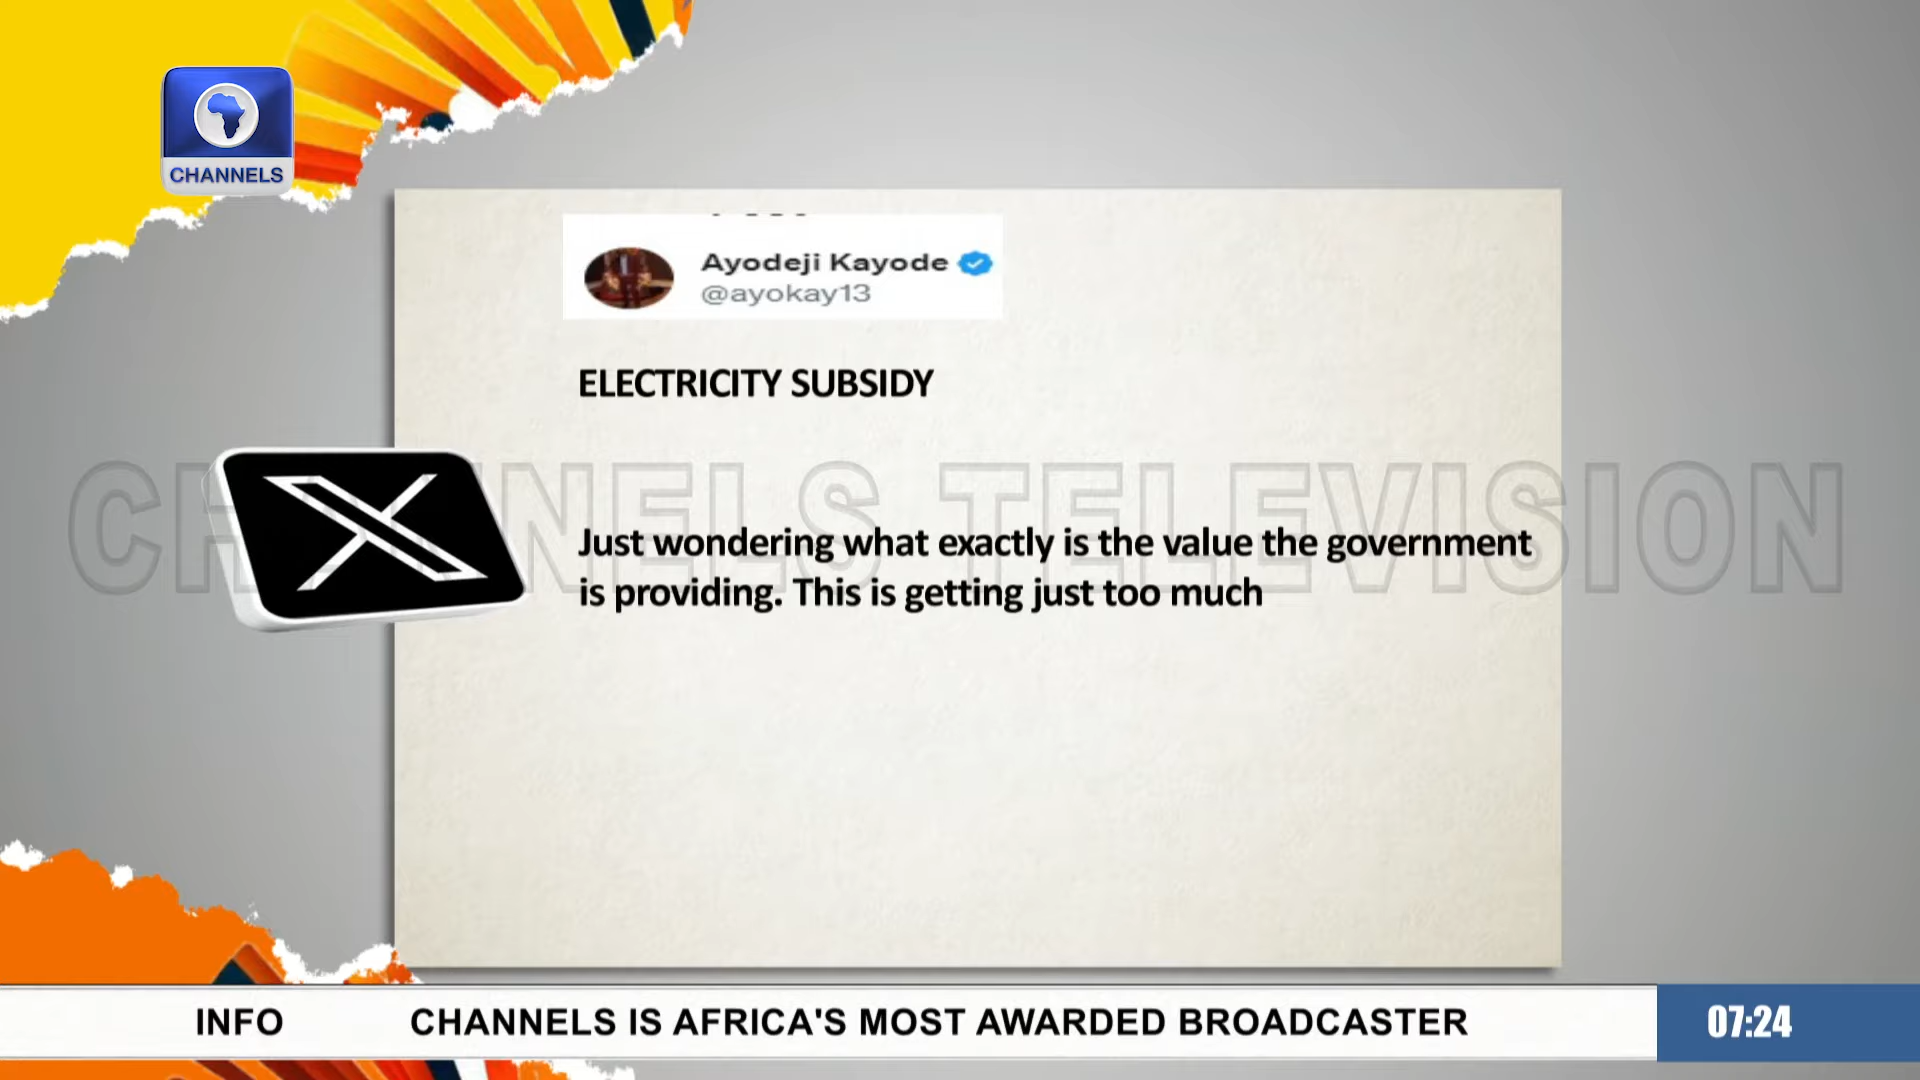 CHANNELS
Ayodeji Kayode
@ayokay13
ELECTRICITY SUBSIDY
CHANNELS TELEVISION
Just wondering what exactly is the value the government
is providing. This is getting just too much
INFO CHANNELS IS AFRICA'S MOST AWARDED BROADCASTER 07:24